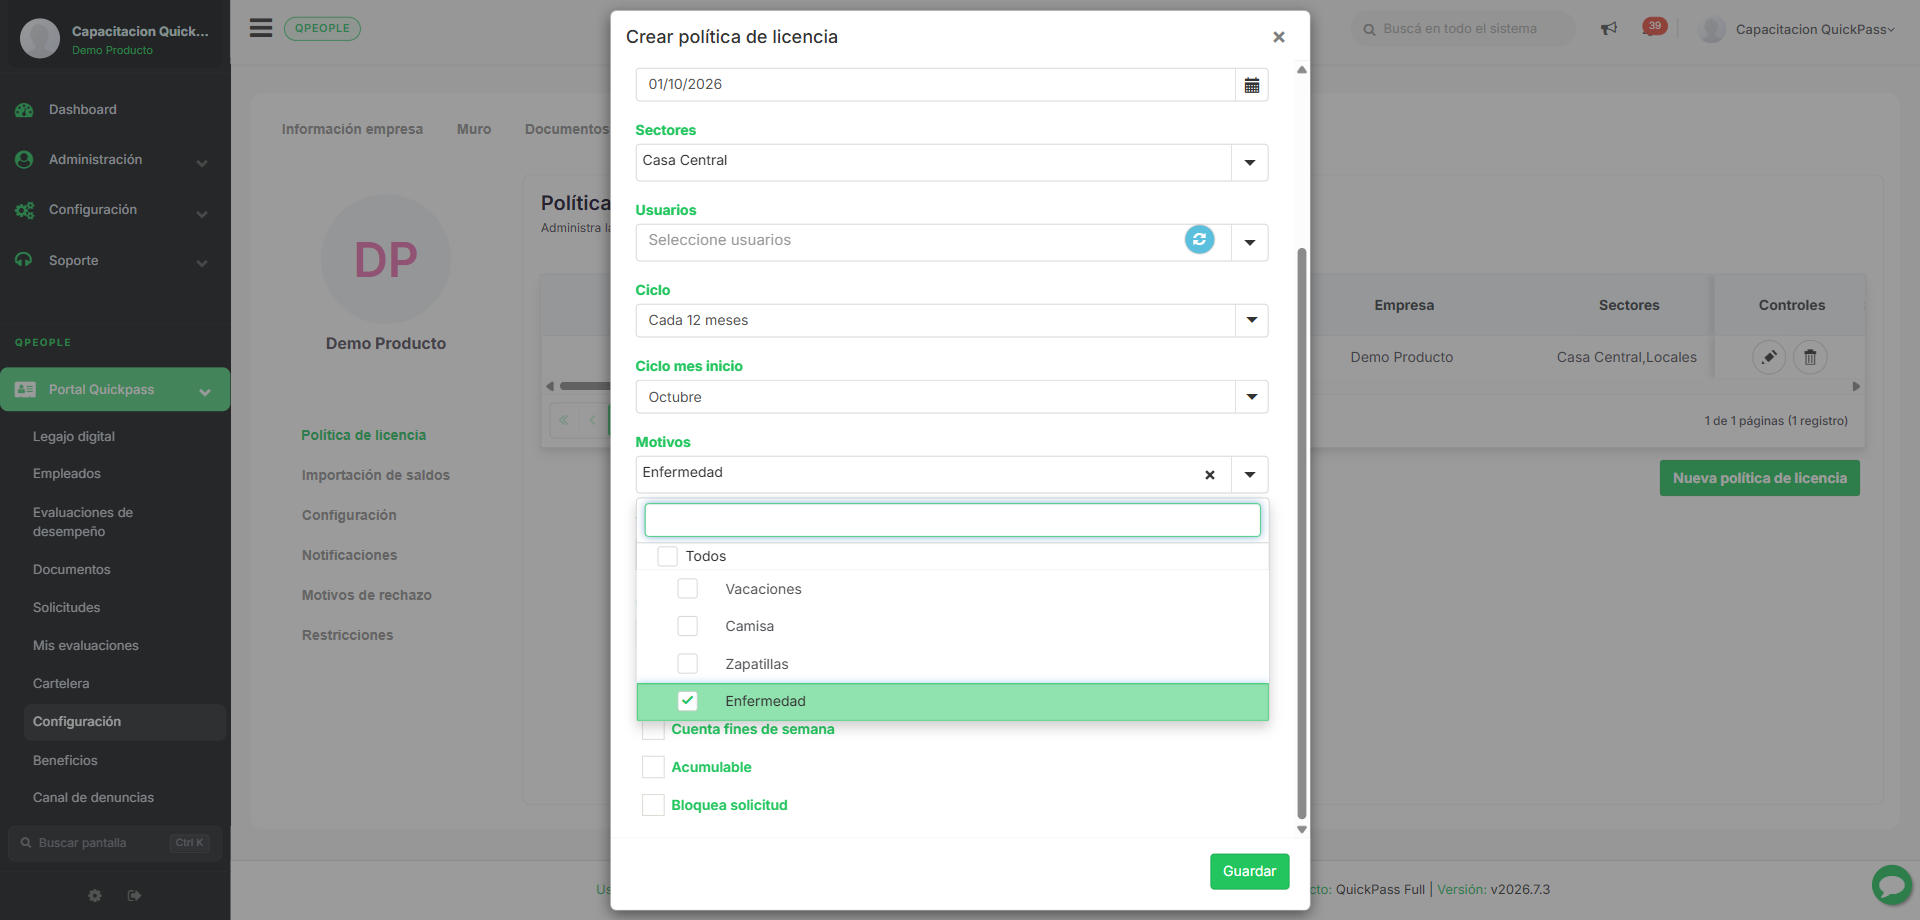 Capacitacion Quick...
Demo Producto
Dashboard
Administración
Configuración
Soporte
QPEOPLE
Portal Quickpass
Legajo digital
Empleados
Evaluaciones de
desempeño
Documentos
Solicitudes
Mis evaluaciones
Cartelera
Configuración
Beneficios
Canal de denuncias
Buscar pantalla
Ctrl K
QPEOPLE
Buscá en todo el sistema
39
Capacitacion QuickPass
Información empresa
Muro
Documentos
DP
Demo Producto
Política de licencia
Importación de saldos
Configuración
Notificaciones
Motivos de rechazo
Restricciones
Política
Administra
Empresa
Sectores
Controles
Demo Producto
Casa Central,Locales
1 de 1 páginas (1 registro)
Nueva política de licencia
Crear política de licencia
01/10/2026
Sectores
Casa Central
Usuarios
Seleccione usuarios
Ciclo
Cada 12 meses
Ciclo mes inicio
Octubre
Motivos
Enfermedad
Todos
Vacaciones
Camisa
Zapatillas
Enfermedad
Cuenta fines de semana
Acumulable
Bloquea solicitud
Guardar
Us
cto: QuickPass Full | Versión: v2026.7.3